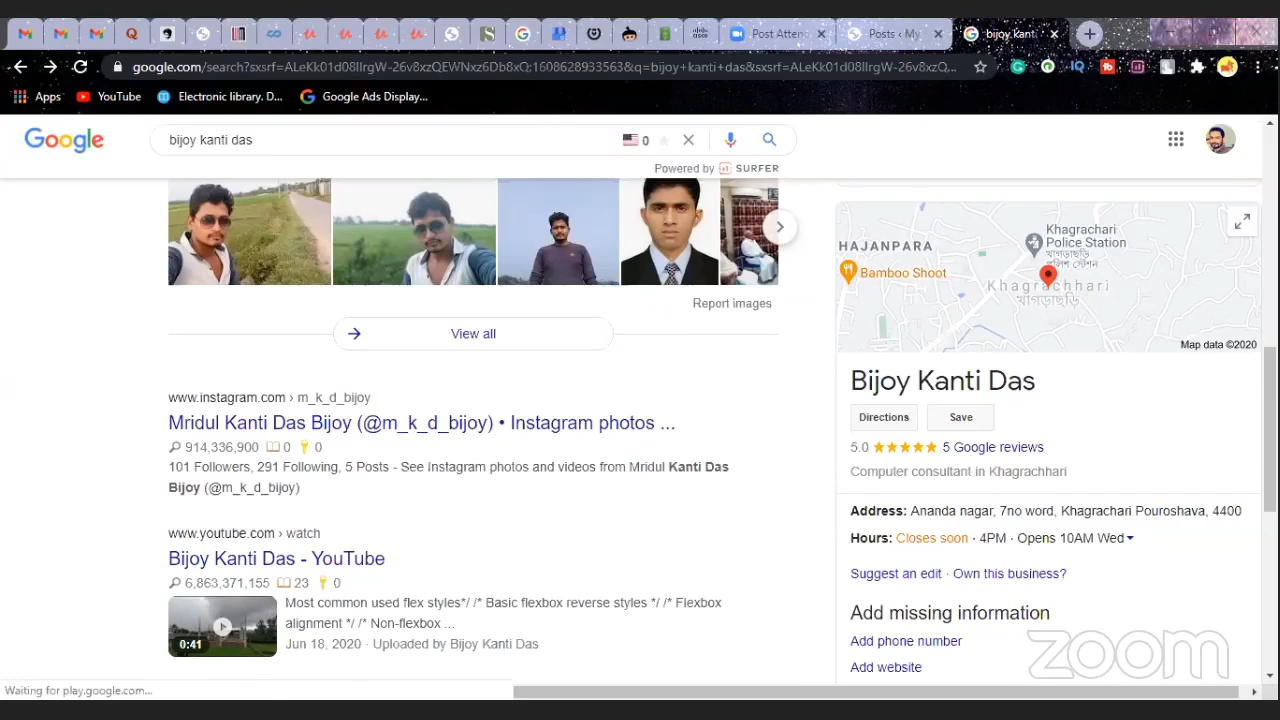 Post Atten
Posts ‹ My
bijoy kant
google.com/search?sxsrf=ALeKk01d08llrgW-26v8xzQEWNxz6Db8xQ:1608628933563&q=bijoy+kanti+das&sxsrf=ALeKk01d08llrgW-26v8xzQ...
Apps YouTube Electronic library. D... Google Ads Display...
Google
bijoy kanti das
0
Powered by SURFER
Report images
View all
www.instagram.com › m_k_d_bijoy
Mridul Kanti Das Bijoy (@m_k_d_bijoy) • Instagram photos ...
914,336,900 0 0
101 Followers, 291 Following, 5 Posts - See Instagram photos and videos from Mridul Kanti Das
Bijoy (@m_k_d_bijoy)
www.youtube.com › watch
Bijoy Kanti Das - YouTube
6,863,371,155 23 0
0:41
Most common used flex styles*/ /* Basic flexbox reverse styles */ /* Flexbox
alignment */ /* Non-flexbox ...
Jun 18, 2020 · Uploaded by Bijoy Kanti Das
HAJANPARA
Khagrachari
Police Station
Bamboo Shoot
Khagrachhari
খাগড়াছড়ি
Map data ©2020
Bijoy Kanti Das
Directions Save
5.0 5 Google reviews
Computer consultant in Khagrachhari
Address: Ananda nagar, 7no word, Khagrachari Pouroshava, 4400
Hours: Closes soon · 4PM · Opens 10AM Wed
Suggest an edit · Own this business?
Add missing information
Add phone number
Add website
zoom
Waiting for play.google.com...